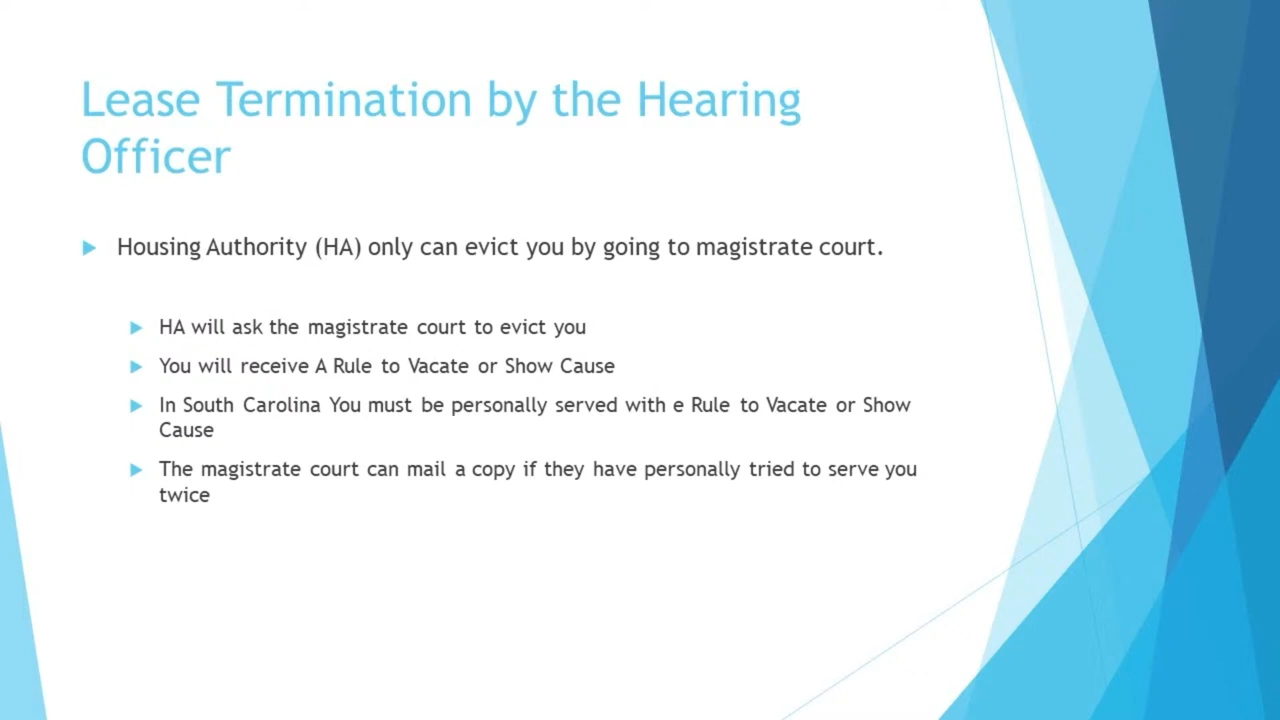 Lease Termination by the Hearing
Officer
Housing Authority (HA) only can evict you by going to magistrate court.
HA will ask the magistrate court to evict you
You will receive A Rule to Vacate or Show Cause
In South Carolina You must be personally served with e Rule to Vacate or Show
Cause
The magistrate court can mail a copy if they have personally tried to serve you
twice